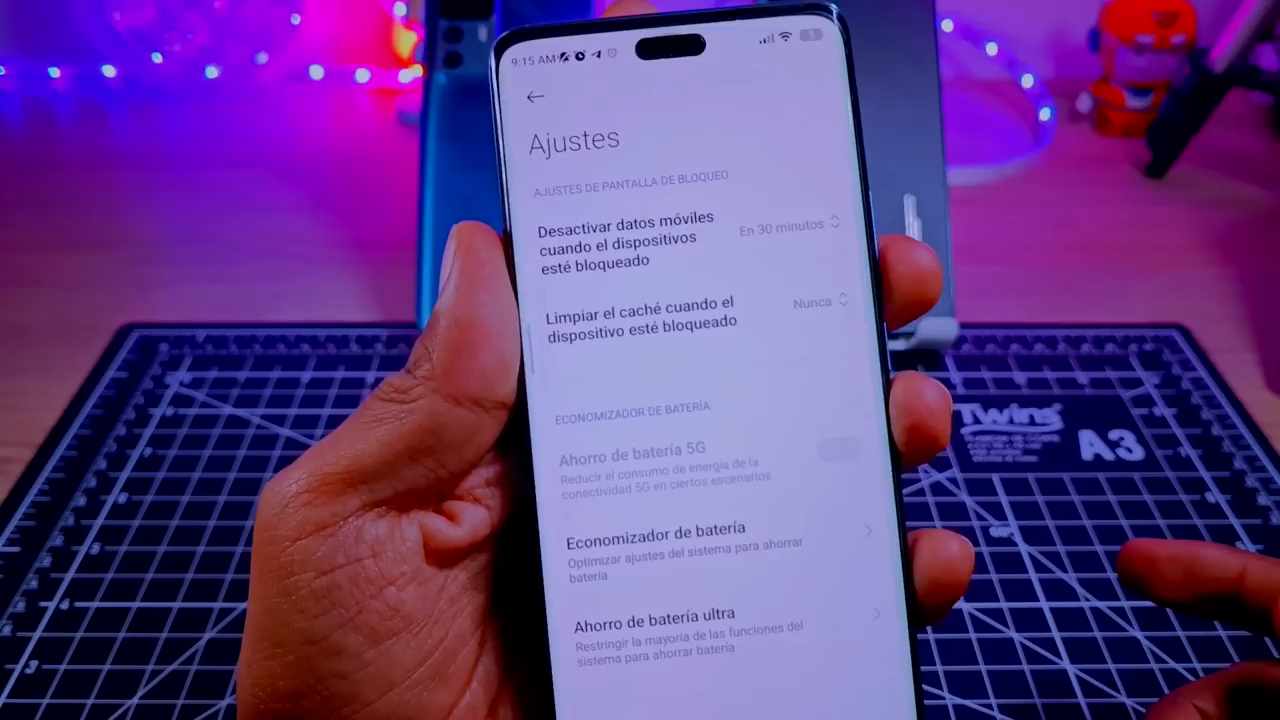 9:15 AM
Ajustes
AJUSTES DE PANTALLA DE BLOQUEO
Desactivar datos móviles
cuando el dispositivos
esté bloqueado
En 30 minutos
Limpiar el caché cuando el
dispositivo esté bloqueado
Nunca
ECONOMIZADOR DE BATERÍA
Ahorro de batería 5G
Reducir el consumo de energía de la
conectividad 5G en ciertos escenarios
Economizador de batería
Optimizar ajustes del sistema para ahorrar
batería
Ahorro de batería ultra
Restringir la mayoría de las funciones del
sistema para ahorrar batería
Twins
A3